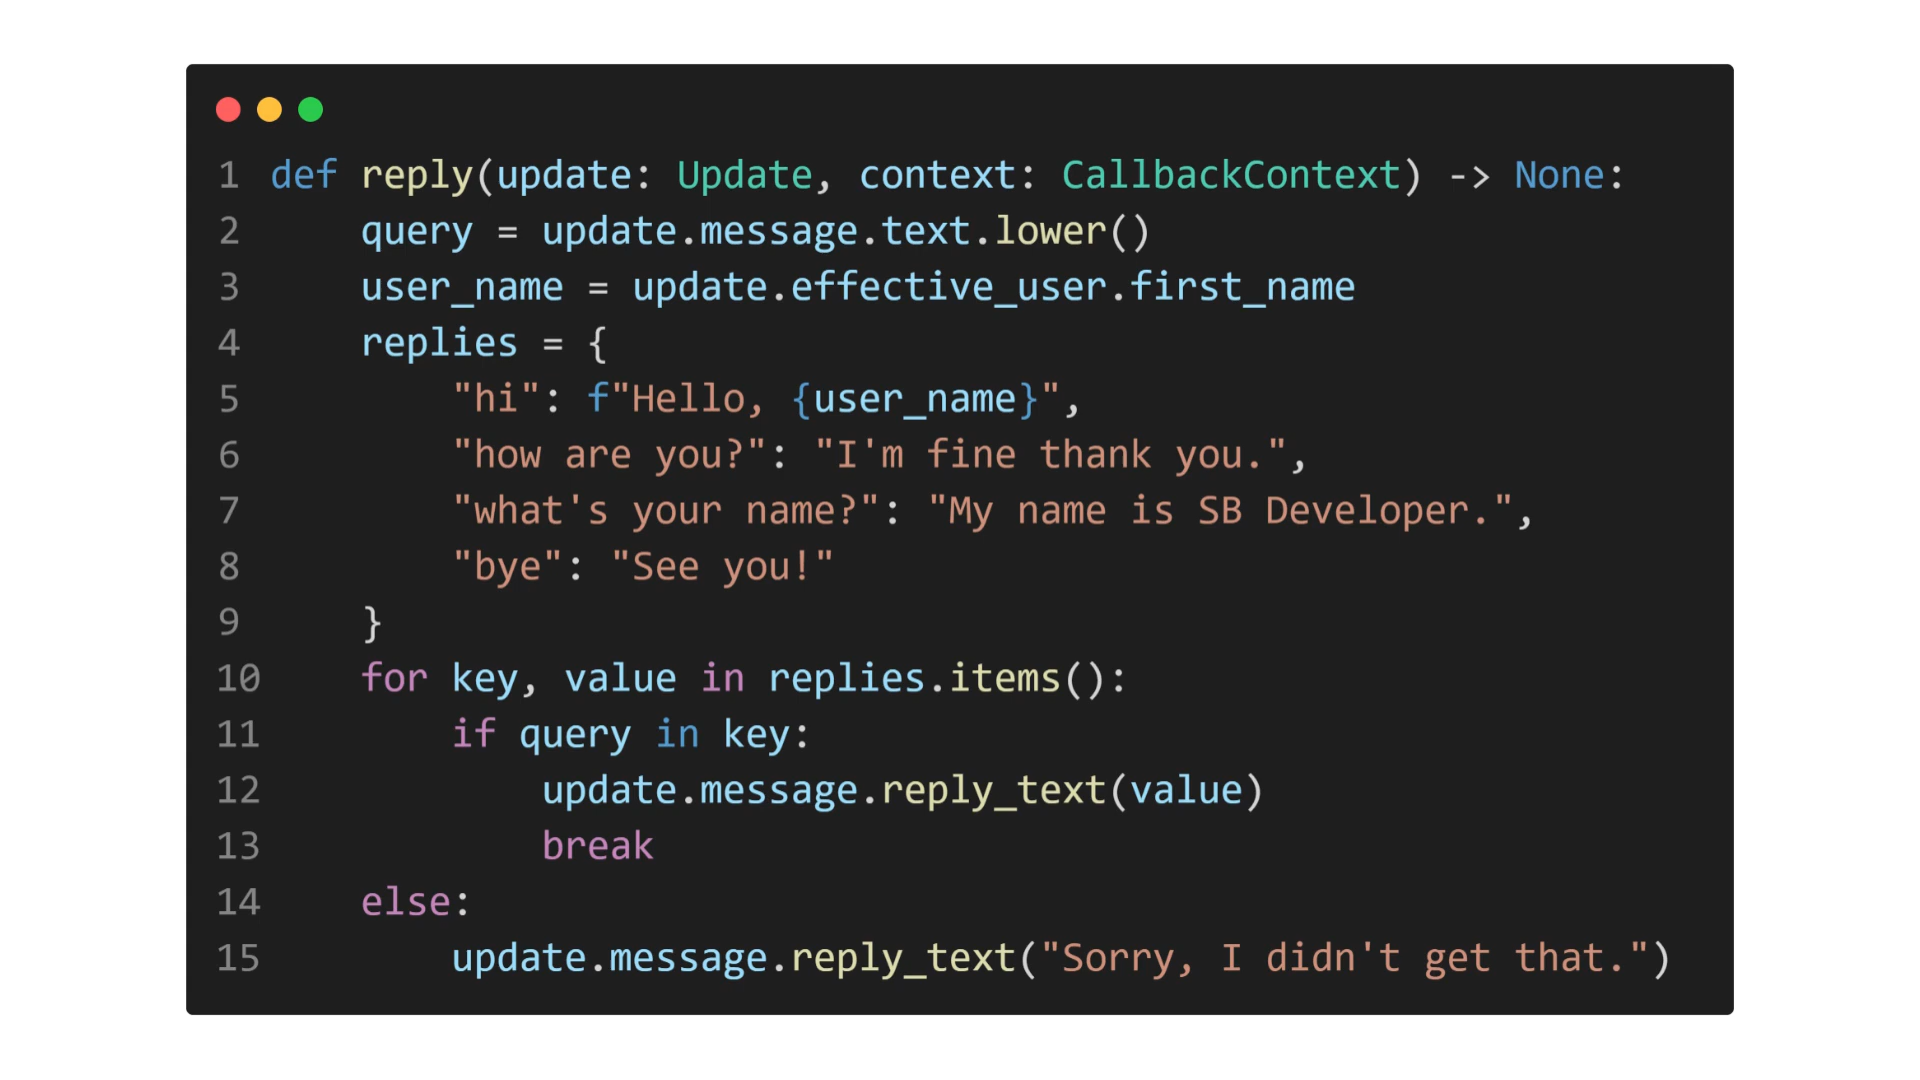 1 def reply(update: Update, context: CallbackContext) -> None:
2     query = update.message.text.lower()
3     user_name = update.effective_user.first_name
4     replies = {
5         "hi": f"Hello, {user_name}",
6         "how are you?": "I'm fine thank you.",
7         "what's your name?": "My name is SB Developer.",
8         "bye": "See you!"
9     }
10     for key, value in replies.items():
11         if query in key:
12             update.message.reply_text(value)
13             break
14     else:
15         update.message.reply_text("Sorry, I didn't get that.")